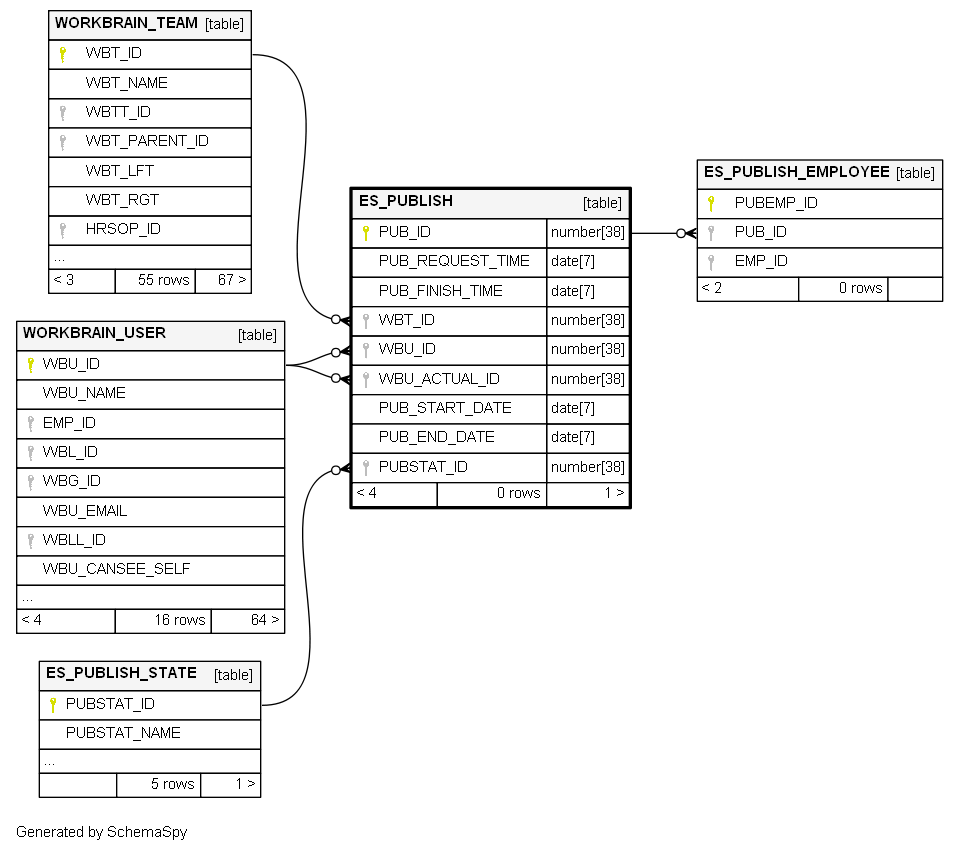 WORKBRAIN_TEAM [table]
WBT_ID
WBT_NAME
WBTT_ID
WBT_PARENT_ID
WBT_LFT
WBT_RGT
HRSOP_ID
...
< 3 55 rows 67 >
WORKBRAIN_USER [table]
WBU_ID
WBU_NAME
EMP_ID
WBL_ID
WBG_ID
WBU_EMAIL
WBLL_ID
WBU_CANSEE_SELF
...
< 4 16 rows 64 >
ES_PUBLISH_STATE [table]
PUBSTAT_ID
PUBSTAT_NAME
...
5 rows 1 >
ES_PUBLISH [table]
PUB_ID number[38]
PUB_REQUEST_TIME date[7]
PUB_FINISH_TIME date[7]
WBT_ID number[38]
WBU_ID number[38]
WBU_ACTUAL_ID number[38]
PUB_START_DATE date[7]
PUB_END_DATE date[7]
PUBSTAT_ID number[38]
< 4 0 rows 1 >
ES_PUBLISH_EMPLOYEE [table]
PUBEMP_ID
PUB_ID
EMP_ID
< 2 0 rows
Generated by SchemaSpy